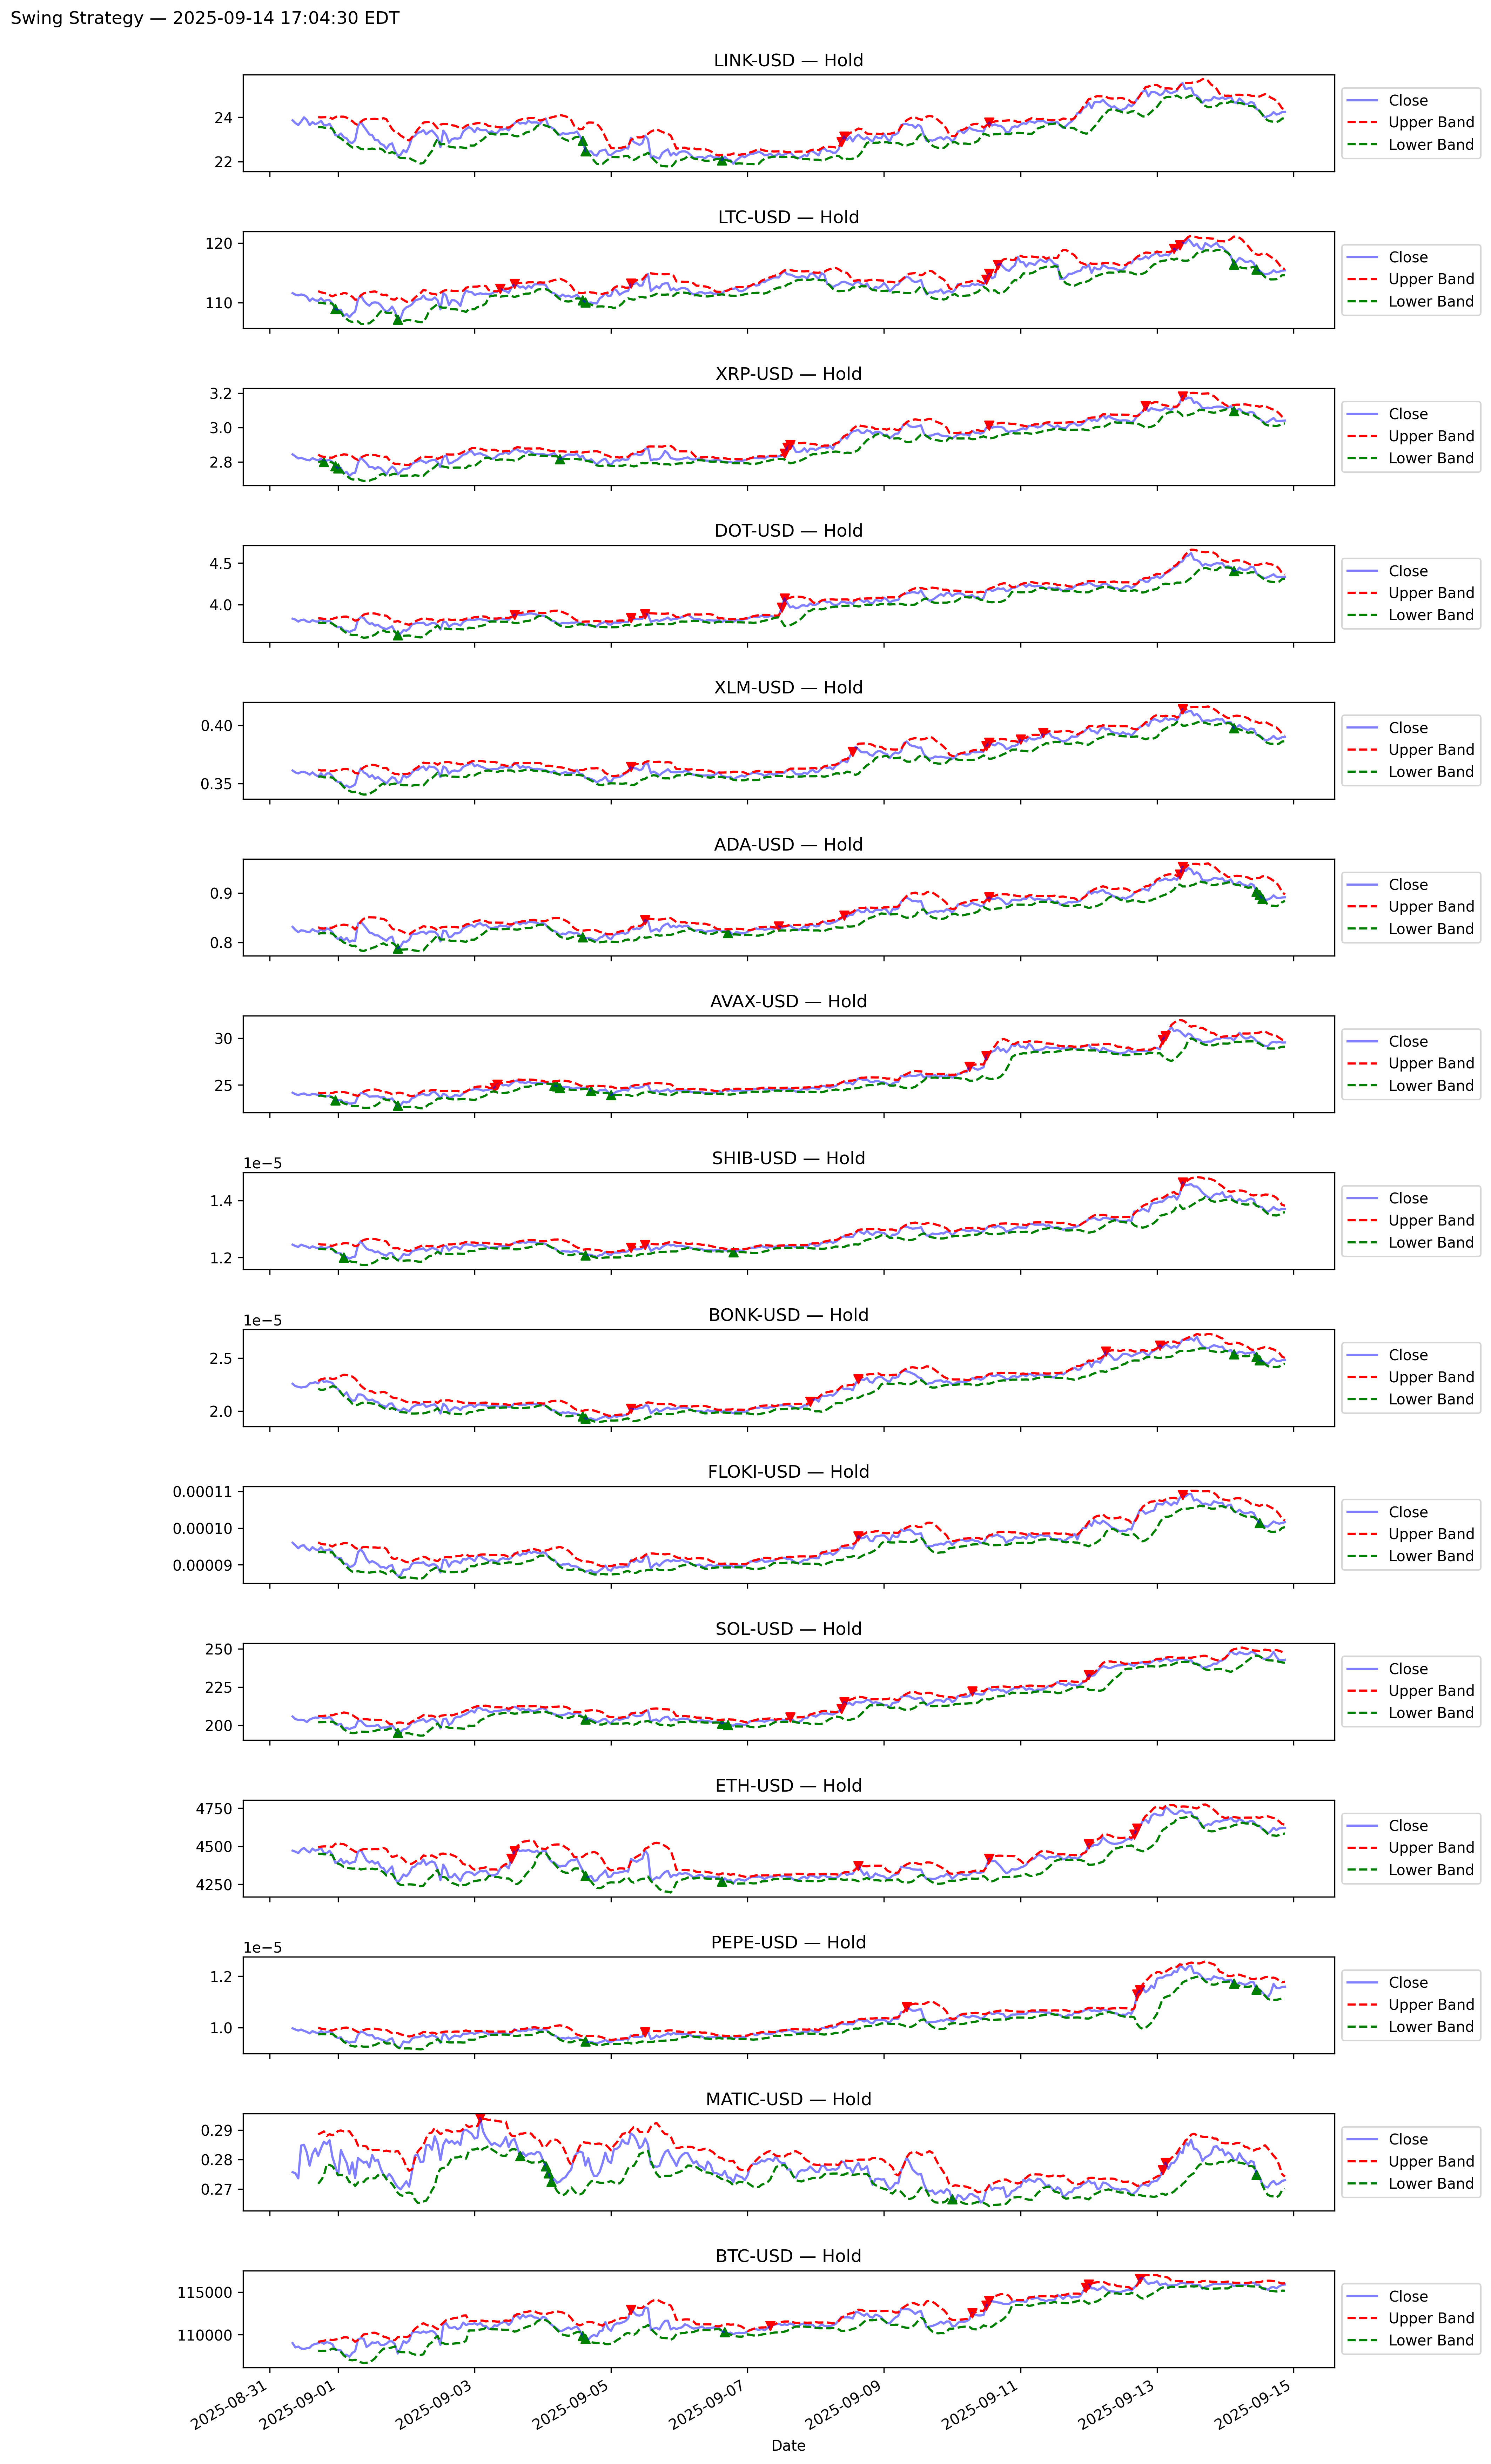 Swing Strategy — 2025-09-14 17:04:30 EDT
LINK-USD — Hold
24
22
Close
Upper Band
Lower Band
LTC-USD — Hold
120
110
Close
Upper Band
Lower Band
XRP-USD — Hold
3.2
3.0
2.8
Close
Upper Band
Lower Band
DOT-USD — Hold
4.5
4.0
Close
Upper Band
Lower Band
XLM-USD — Hold
0.40
0.35
Close
Upper Band
Lower Band
ADA-USD — Hold
0.9
0.8
Close
Upper Band
Lower Band
AVAX-USD — Hold
30
25
Close
Upper Band
Lower Band
SHIB-USD — Hold
1e−5
1.4
1.2
Close
Upper Band
Lower Band
BONK-USD — Hold
1e−5
2.5
2.0
Close
Upper Band
Lower Band
FLOKI-USD — Hold
0.00011
0.00010
0.00009
Close
Upper Band
Lower Band
SOL-USD — Hold
250
225
200
Close
Upper Band
Lower Band
ETH-USD — Hold
4750
4500
4250
Close
Upper Band
Lower Band
PEPE-USD — Hold
1e−5
1.2
1.0
Close
Upper Band
Lower Band
MATIC-USD — Hold
0.29
0.28
0.27
Close
Upper Band
Lower Band
BTC-USD — Hold
115000
110000
Close
Upper Band
Lower Band
2025-08-31
2025-09-01
2025-09-03
2025-09-05
2025-09-07
2025-09-09
2025-09-11
2025-09-13
2025-09-15
Date